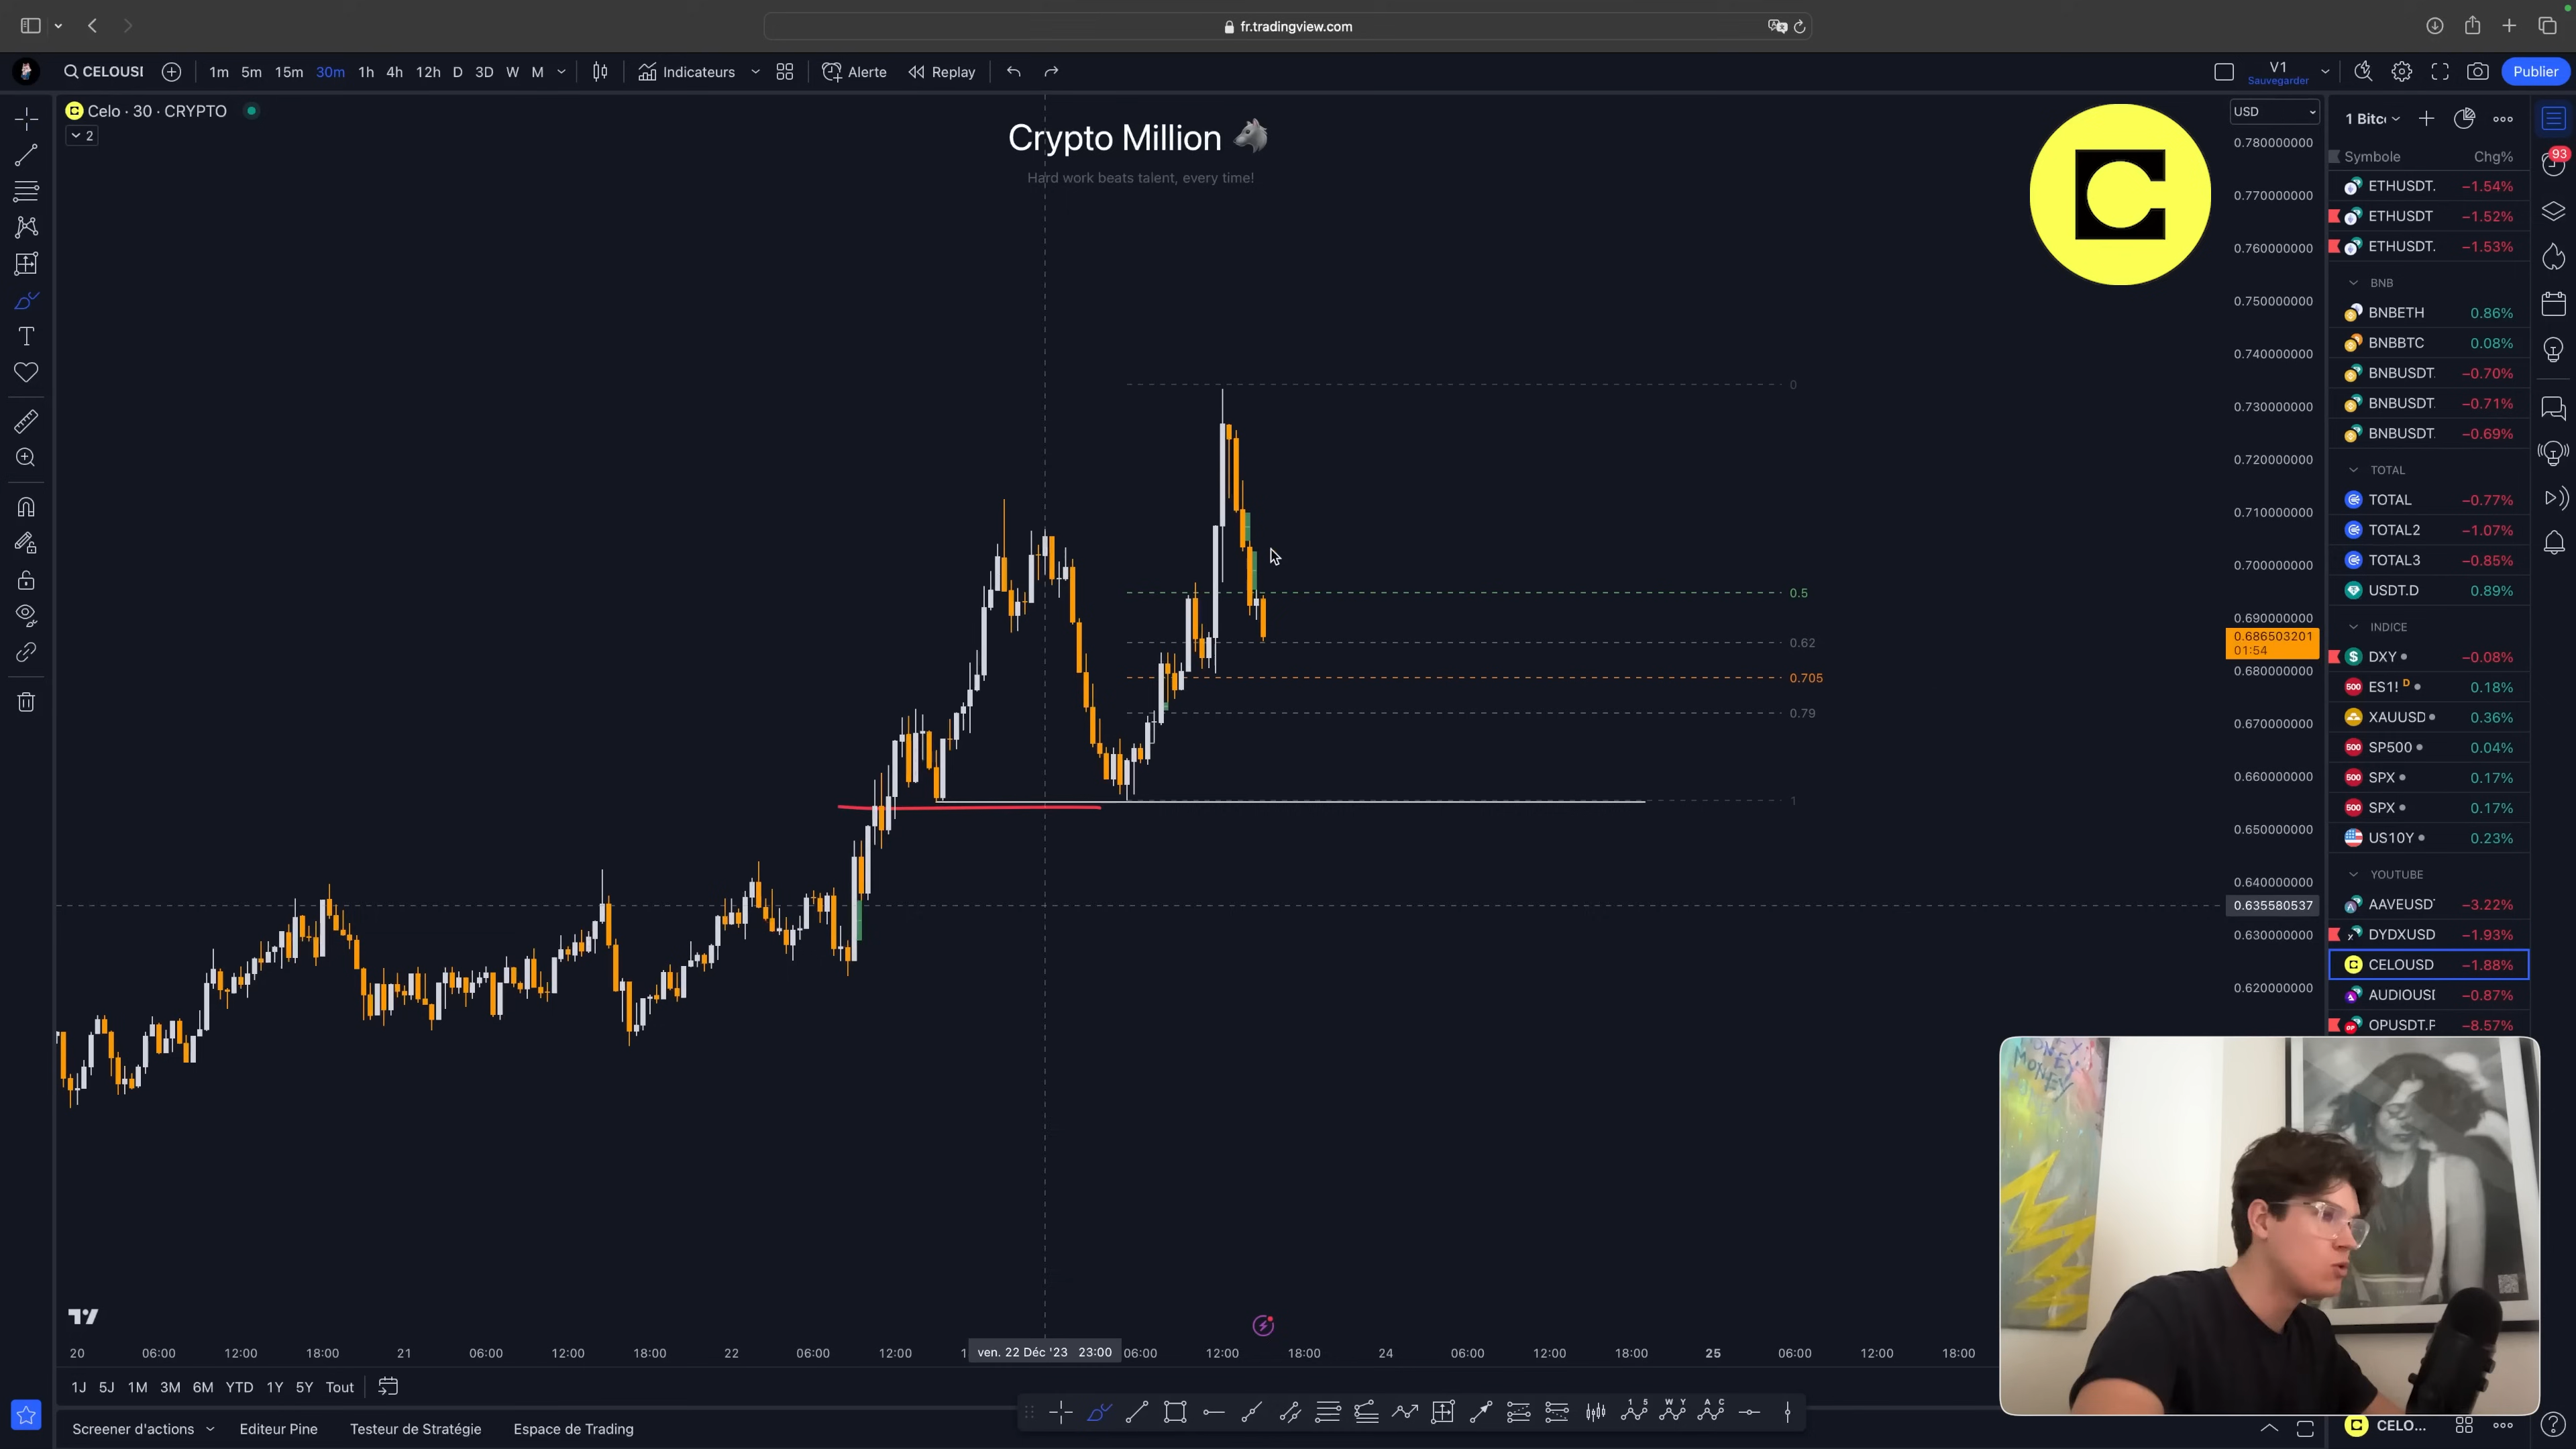 fr.tradingview.com
CELOUSI
1m 5m 15m 30m 1h 4h 12h D 3D W M
Indicateurs
Alerte
Replay
V1
Sauvegarder
Publier
Celo · 30 · CRYPTO
2
Crypto Million
Hard work beats talent, every time!
USD
0.780000000
0.770000000
0.760000000
0.750000000
0.740000000
0.730000000
0.720000000
0.710000000
0.700000000
0.690000000
0.686503201
01:54
0.680000000
0.670000000
0.660000000
0.650000000
0.640000000
0.635580537
0.630000000
0.620000000
0
0.5
0.62
0.705
0.79
1
1 Bitc
93
Symbole Chg%
ETHUSDT. −1.54%
ETHUSDT −1.52%
ETHUSDT. −1.53%
BNB
BNBETH 0.86%
BNBBTC 0.08%
BNBUSDT −0.70%
BNBUSDT −0.71%
BNBUSDT −0.69%
TOTAL
TOTAL −0.77%
TOTAL2 −1.07%
TOTAL3 −0.85%
USDT.D 0.89%
INDICE
DXY −0.08%
ES1! D 0.18%
XAUUSD 0.36%
SP500 0.04%
SPX 0.17%
SPX 0.17%
US10Y 0.23%
YOUTUBE
AAVEUSD −3.22%
DYDXUSD −1.93%
CELOUSD −1.88%
AUDIOUSI −0.87%
OPUSDT.F −8.57%
MONEY
20 06:00 12:00 18:00 21 06:00 12:00 18:00 22 06:00 12:00 1 ven. 22 Déc '23 23:00 06:00 12:00 18:00 24 06:00 12:00 18:00 25 06:00 12:00 18:00
1J 5J 1M 3M 6M YTD 1Y 5Y Tout
Screener d'actions
Editeur Pine
Testeur de Stratégie
Espace de Trading
CELO...